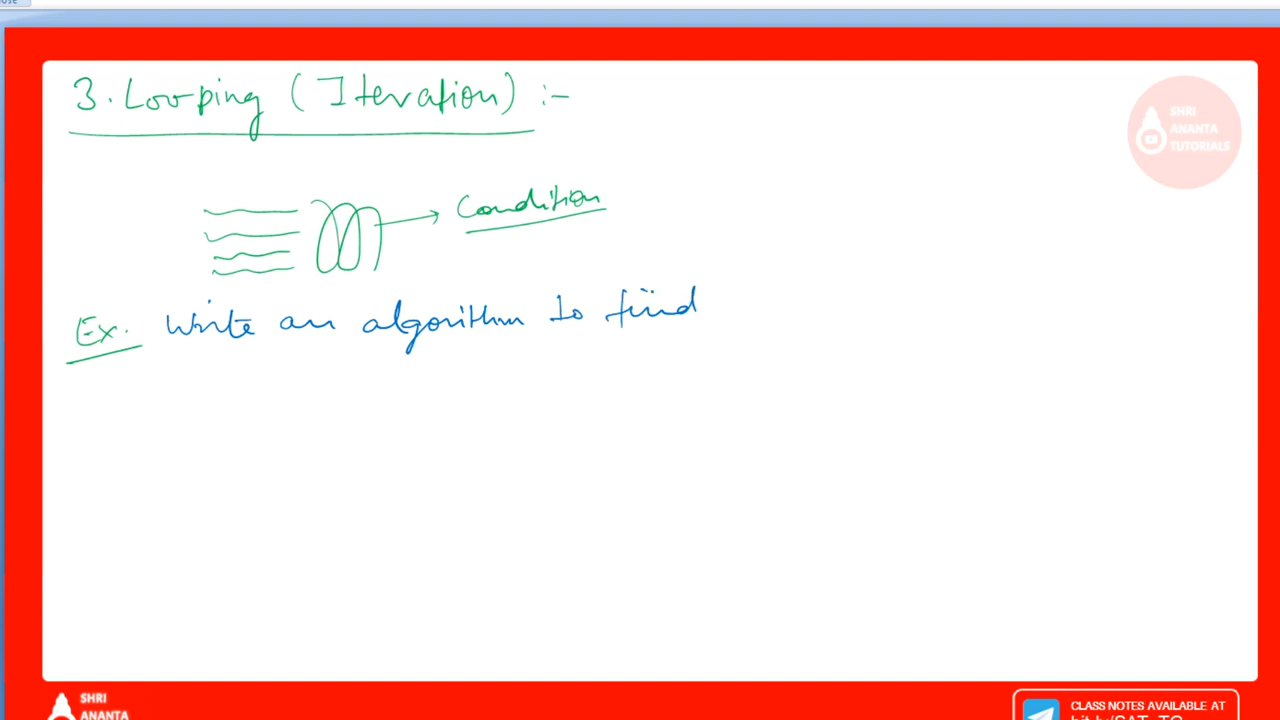 3. Looping (Iteration) :-
SHRI
ANANTA
TUTORIALS
Condition
Ex. Write an algorithm to find
SHRI
ANANTA
CLASS NOTES AVAILABLE AT